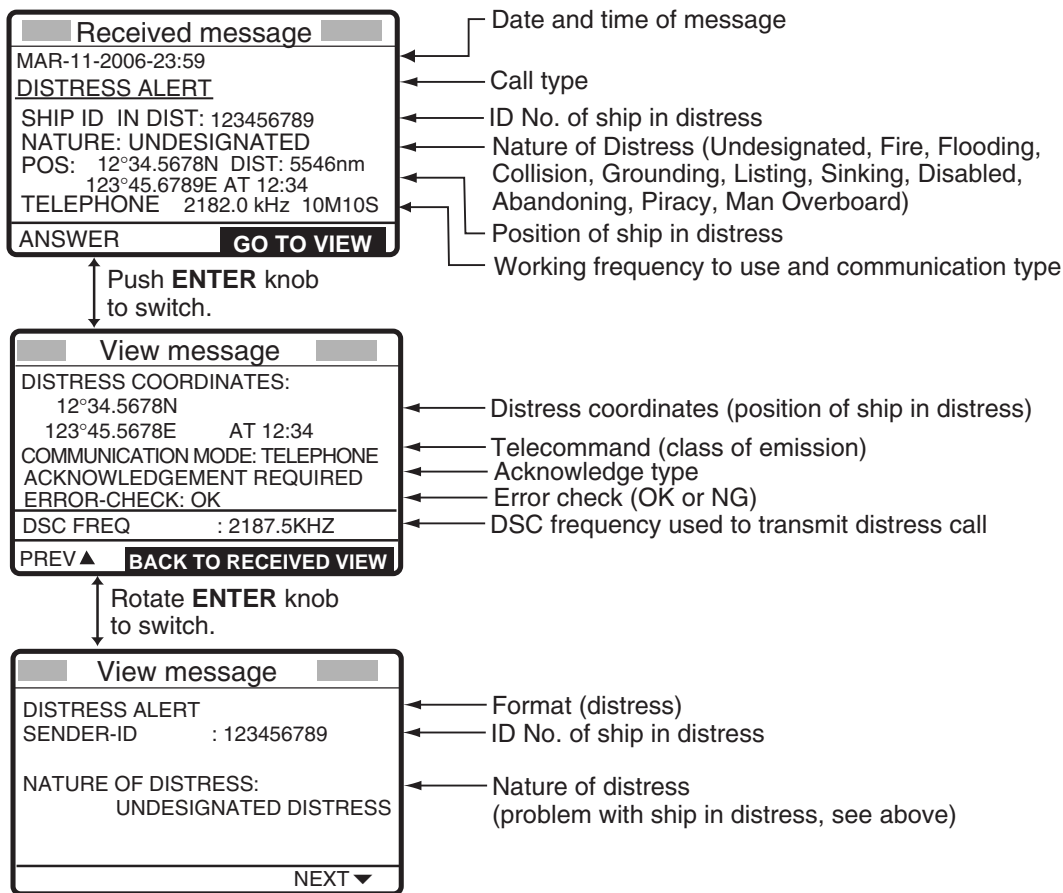 Received message
MAR-11-2006-23:59
DISTRESS ALERT
SHIP ID IN DIST: 123456789
NATURE: UNDESIGNATED
POS: 12°34.5678N DIST: 5546nm
123°45.6789E AT 12:34
TELEPHONE 2182.0 kHz 10M10S
ANSWER GO TO VIEW
Date and time of message
Call type
ID No. of ship in distress
Nature of Distress (Undesignated, Fire, Flooding,
Collision, Grounding, Listing, Sinking, Disabled,
Abandoning, Piracy, Man Overboard)
Position of ship in distress
Working frequency to use and communication type
Push ENTER knob
to switch.
View message
DISTRESS COORDINATES:
12°34.5678N
123°45.5678E AT 12:34
COMMUNICATION MODE: TELEPHONE
ACKNOWLEDGEMENT REQUIRED
ERROR-CHECK: OK
DSC FREQ : 2187.5KHZ
PREV▲ BACK TO RECEIVED VIEW
Distress coordinates (position of ship in distress)
Telecommand (class of emission)
Acknowledge type
Error check (OK or NG)
DSC frequency used to transmit distress call
Rotate ENTER knob
to switch.
View message
DISTRESS ALERT
SENDER-ID : 123456789
NATURE OF DISTRESS:
UNDESIGNATED DISTRESS
NEXT▼
Format (distress)
ID No. of ship in distress
Nature of distress
(problem with ship in distress, see above)